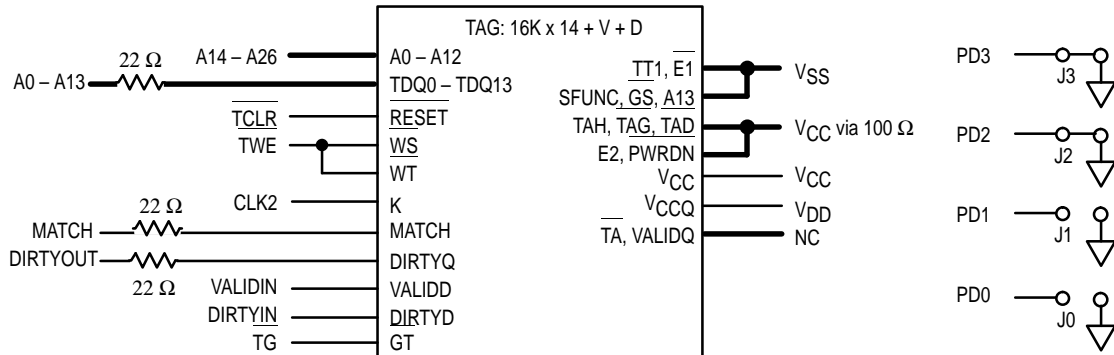 TAG: 16K x 14 + V + D
22 Ω
A14 – A26
A0 – A12
A0 – A13
TDQ0 – TDQ13
TCLR
RESET
TWE
WS
WT
CLK2
K
22 Ω
MATCH
MATCH
DIRTYOUT
DIRTYQ
22 Ω
VALIDIN
VALIDD
DIRTYIN
DIRTYD
TG
GT
TT1, E1
VSS
SFUNC, GS, A13
TAH, TAG, TAD
VCC via 100 Ω
E2, PWRDN
VCC
VCC
VCCQ
VDD
TA, VALIDQ
NC
PD3
J3
PD2
J2
PD1
J1
PD0
J0